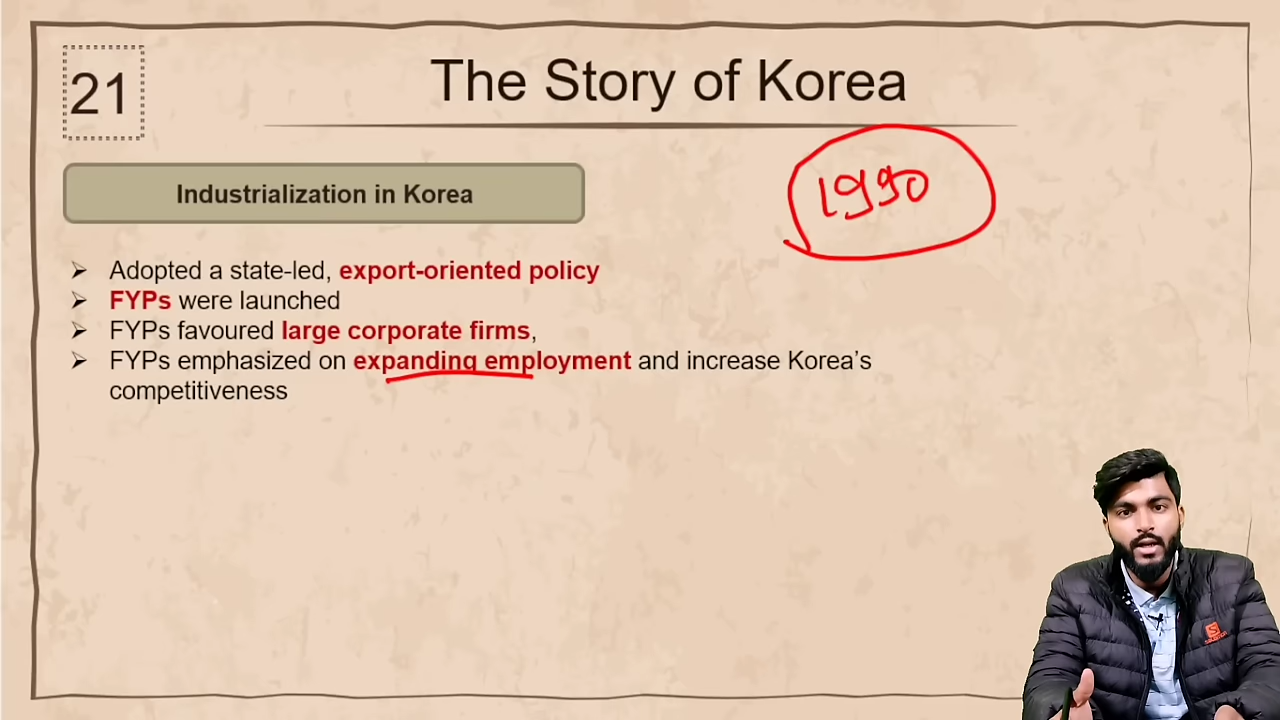 21
The Story of Korea
Industrialization in Korea
1990
➢ Adopted a state-led, export-oriented policy
➢ FYPs were launched
➢ FYPs favoured large corporate firms,
➢ FYPs emphasized on expanding employment and increase Korea's
competitiveness